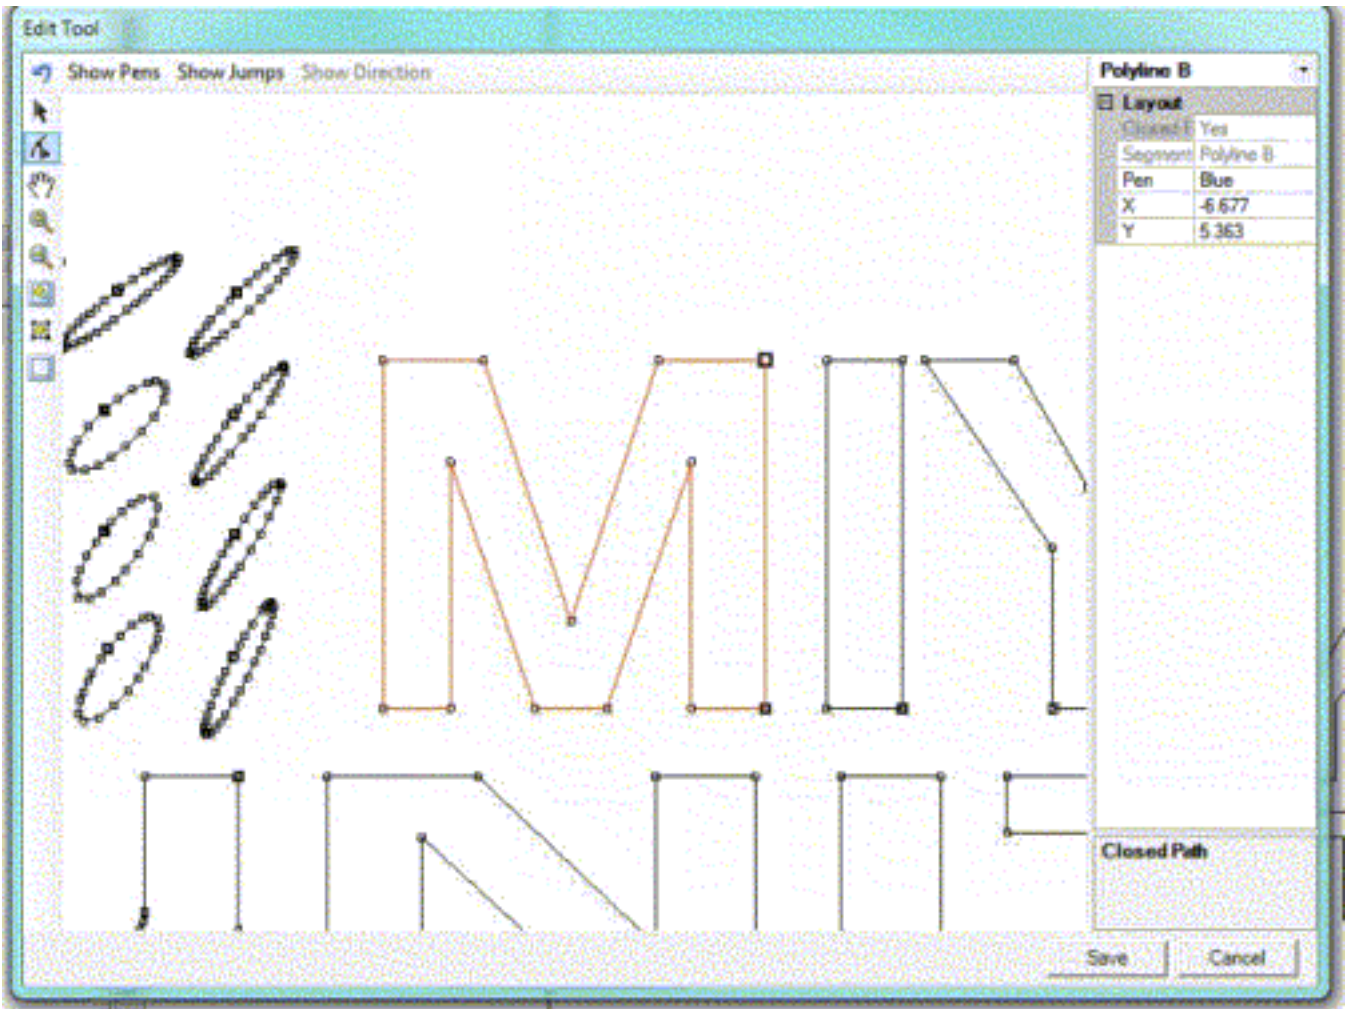 Edit Tool
Show Pens Show Jumps Show Direction
Polyline B
Layout
Closed
Yes
Segment Polyline B
Pen Blue
X -6.677
Y 5.363
M
Closed Path
Save Cancel